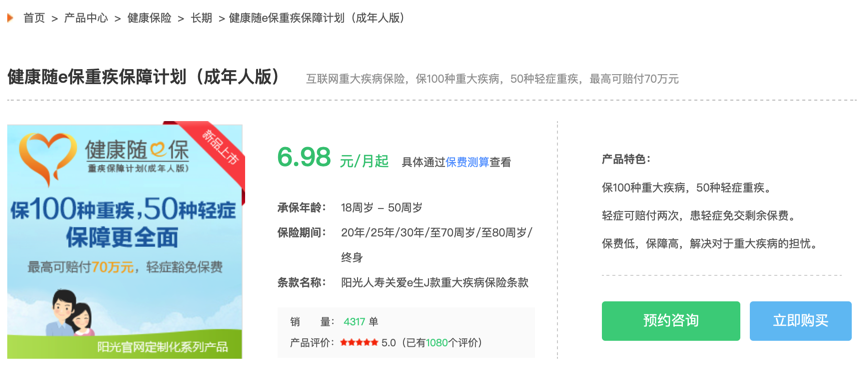 首页 > 产品中心 > 健康保险 > 长期 > 健康随e保重疾保障计划（成年人版）
健康随e保重疾保障计划（成年人版） 互联网重大疾病保险，保100种重大疾病，50种轻症重疾，最高可赔付70万元
新品上市
健康随e保
重疾保障计划(成年人版)
保100种重疾,50种轻症
保障更全面
最高可赔付70万元，轻症豁免保费
阳光官网定制化系列产品
6.98 元/月起 具体通过保费测算查看
承保年龄： 18周岁 – 50周岁
保险期间： 20年/25年/30年/至70周岁/至80周岁/
终身
条款名称： 阳光人寿关爱e生J款重大疾病保险条款
销 量： 4317 单
产品评价： 5.0（已有1080个评价）
产品特色：
保100种重大疾病，50种轻症重疾。
轻症可赔付两次，患轻症免交剩余保费。
保费低，保障高，解决对于重大疾病的担忧。
预约咨询 立即购买